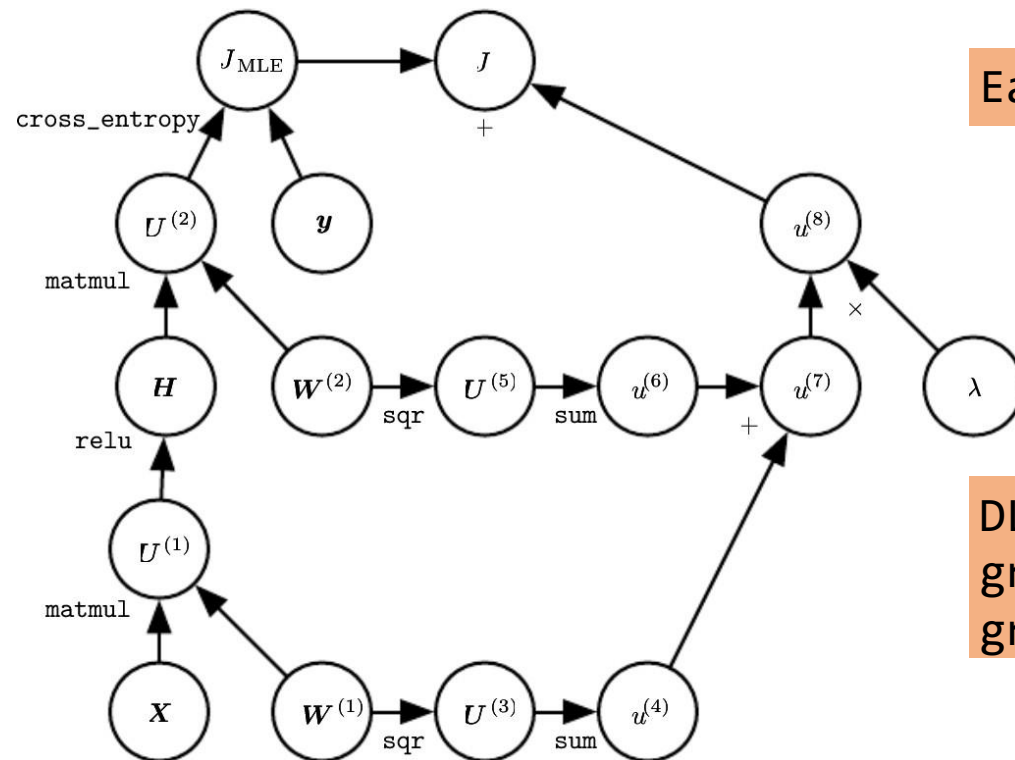 J_MLE
J
Ea
cross_entropy
+
U^(2)
y
u^(8)
matmul
×
H
W^(2)
U^(5)
u^(6)
u^(7)
λ
sqr
sum
+
relu
U^(1)
DL
gr
gr
matmul
X
W^(1)
U^(3)
u^(4)
sqr
sum